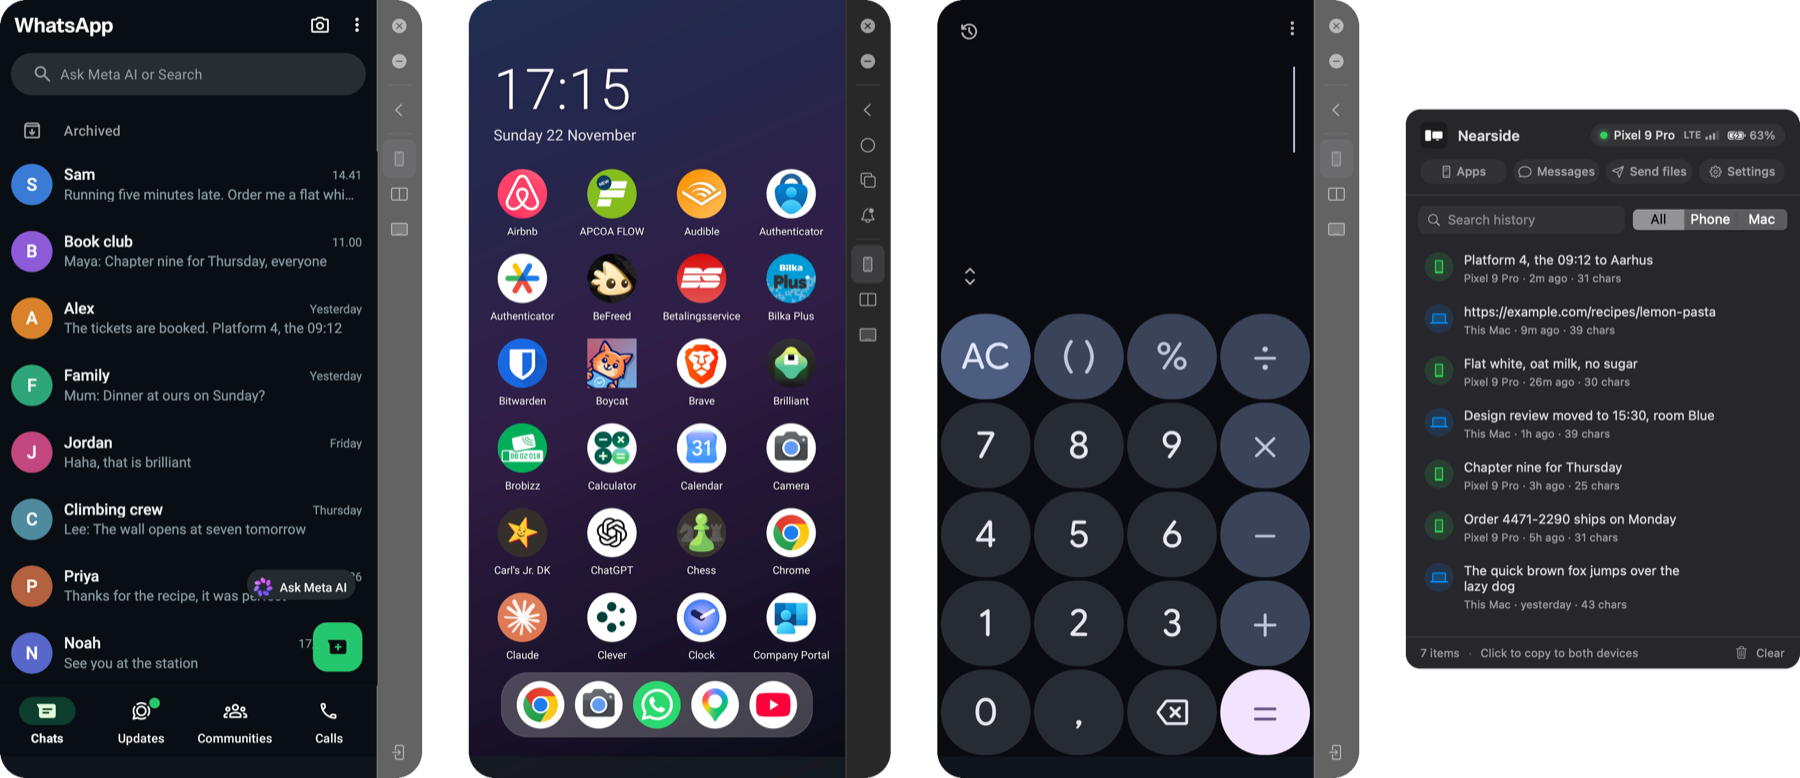 WhatsApp
Ask Meta AI or Search
Archived
S
Sam
14.41
Running five minutes late. Order me a flat whi...
B
Book club
11.00
Maya: Chapter nine for Thursday, everyone
A
Alex
Yesterday
The tickets are booked. Platform 4, the 09:12
F
Family
Yesterday
Mum: Dinner at ours on Sunday?
J
Jordan
Friday
Haha, that is brilliant
C
Climbing crew
Thursday
Lee: The wall opens at seven tomorrow
P
Priya
Thanks for the recipe, it was
Ask Meta AI
N
Noah
See you at the station
Chats
Updates
Communities
Calls
17:15
Sunday 22 November
Airbnb
APCOA FLOW
Audible
Authenticator
Authenticator
BeFreed
Betalingsservice
Bilka Plus
Bilka
Plus
Bitwarden
Boycat
Brave
Brilliant
31
Brobizz
Calculator
Calendar
Camera
Carl's Jr. DK
ChatGPT
Chess
Chrome
Claude
Clever
Clock
Company Portal
AC
( )
%
÷
7
8
9
×
4
5
6
−
1
2
3
+
0
,
=
Nearside
Pixel 9 Pro
LTE
63%
Apps
Messages
Send files
Settings
Search history
All
Phone
Mac
Platform 4, the 09:12 to Aarhus
Pixel 9 Pro · 2m ago · 31 chars
https://example.com/recipes/lemon-pasta
This Mac · 9m ago · 39 chars
Flat white, oat milk, no sugar
Pixel 9 Pro · 26m ago · 30 chars
Design review moved to 15:30, room Blue
This Mac · 1h ago · 39 chars
Chapter nine for Thursday
Pixel 9 Pro · 3h ago · 25 chars
Order 4471-2290 ships on Monday
Pixel 9 Pro · 5h ago · 31 chars
The quick brown fox jumps over the
lazy dog
This Mac · yesterday · 43 chars
7 items · Click to copy to both devices
Clear